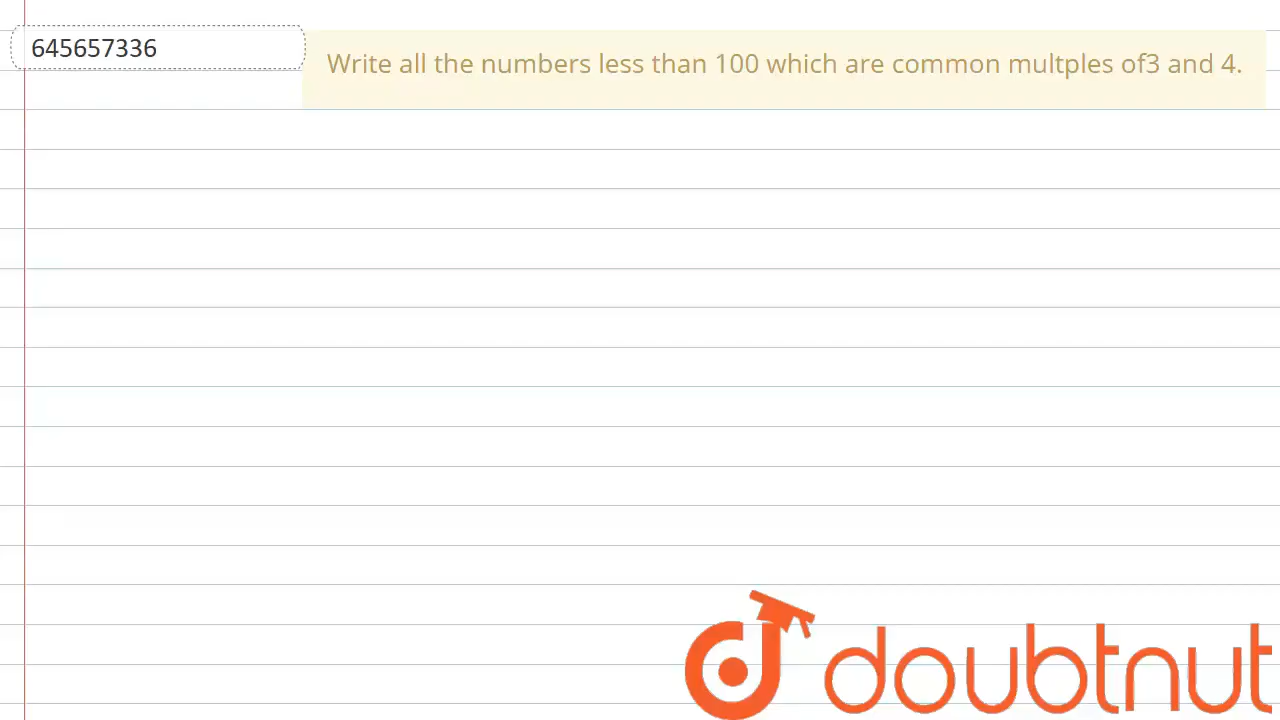 645657336
Write all the numbers less than 100 which are common multples of3 and 4.
doubtnut